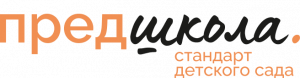 предшкола.
стандарт
детского сада